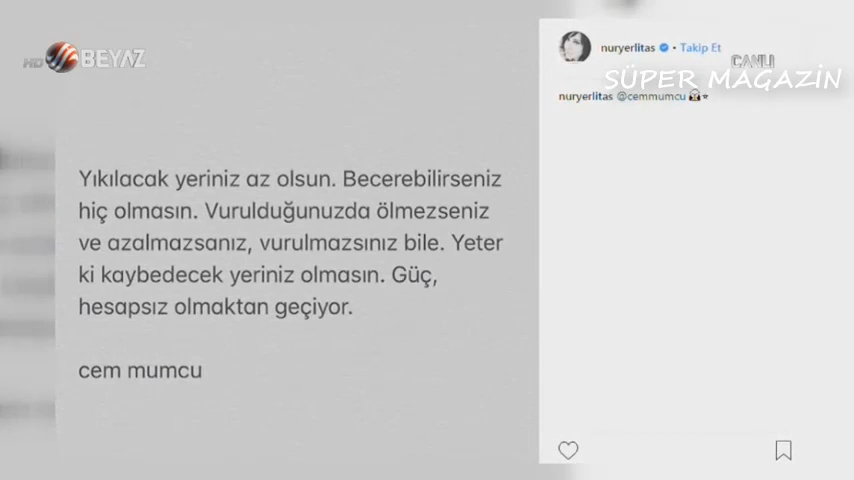 HD BEYAZ
nuryerlitas • Takip Et
CANLI
SÜPER MAGAZİN
nuryerlitas @cemmumcu
Yıkılacak yeriniz az olsun. Becerebilirseniz
hiç olmasın. Vurulduğunuzda ölmezseniz
ve azalmazsanız, vurulmazsınız bile. Yeter
ki kaybedecek yeriniz olmasın. Güç,
hesapsız olmaktan geçiyor.
cem mumcu